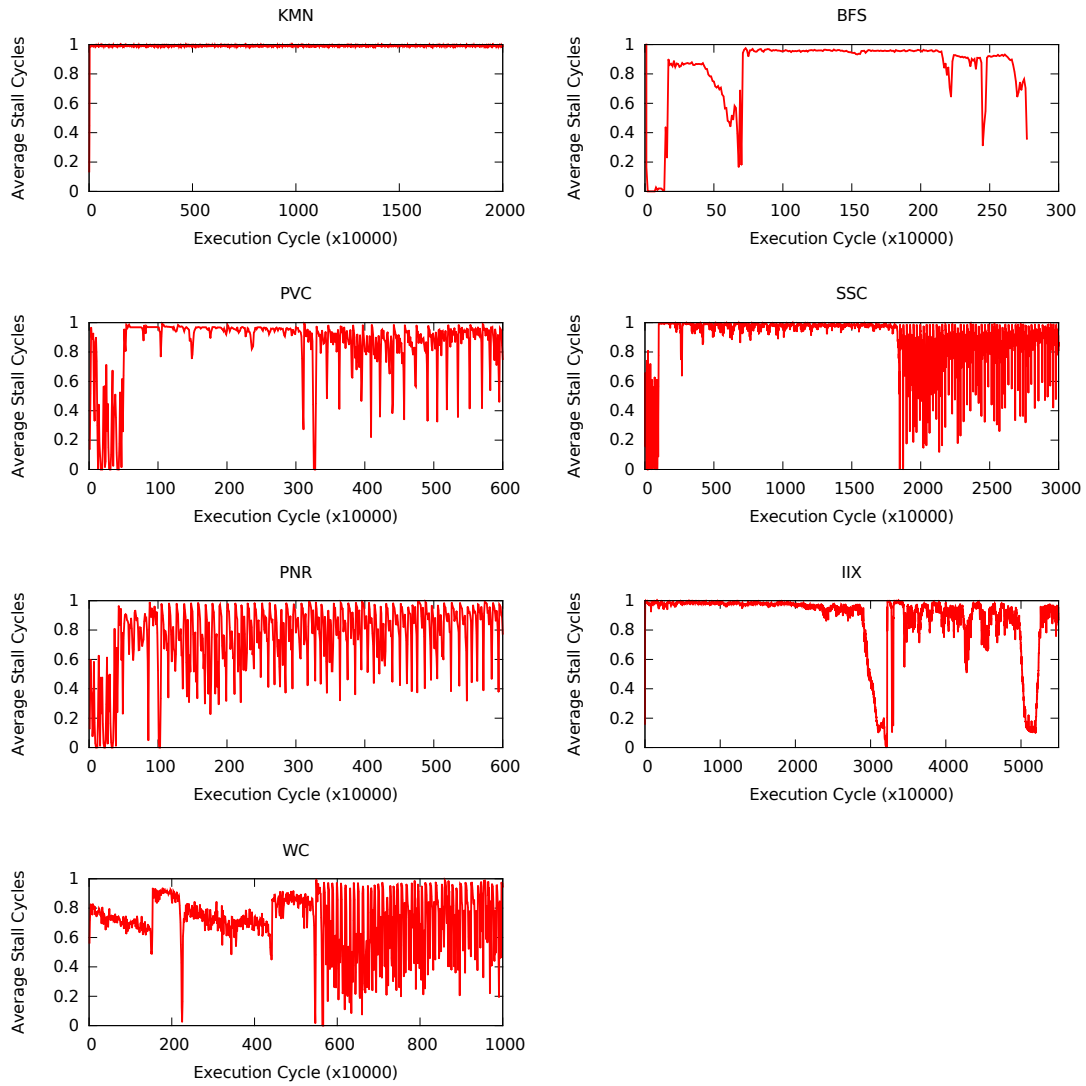 KMN
Average Stall Cycles
1
0.8
0.6
0.4
0.2
0
0 500 1000 1500 2000
Execution Cycle (x10000)
BFS
Average Stall Cycles
1
0.8
0.6
0.4
0.2
0
0 50 100 150 200 250 300
Execution Cycle (x10000)
PVC
Average Stall Cycles
1
0.8
0.6
0.4
0.2
0
0 100 200 300 400 500 600
Execution Cycle (x10000)
SSC
Average Stall Cycles
1
0.8
0.6
0.4
0.2
0
0 500 1000 1500 2000 2500 3000
Execution Cycle (x10000)
PNR
Average Stall Cycles
1
0.8
0.6
0.4
0.2
0
0 100 200 300 400 500 600
Execution Cycle (x10000)
IIX
Average Stall Cycles
1
0.8
0.6
0.4
0.2
0
0 1000 2000 3000 4000 5000
Execution Cycle (x10000)
WC
Average Stall Cycles
1
0.8
0.6
0.4
0.2
0
0 200 400 600 800 1000
Execution Cycle (x10000)